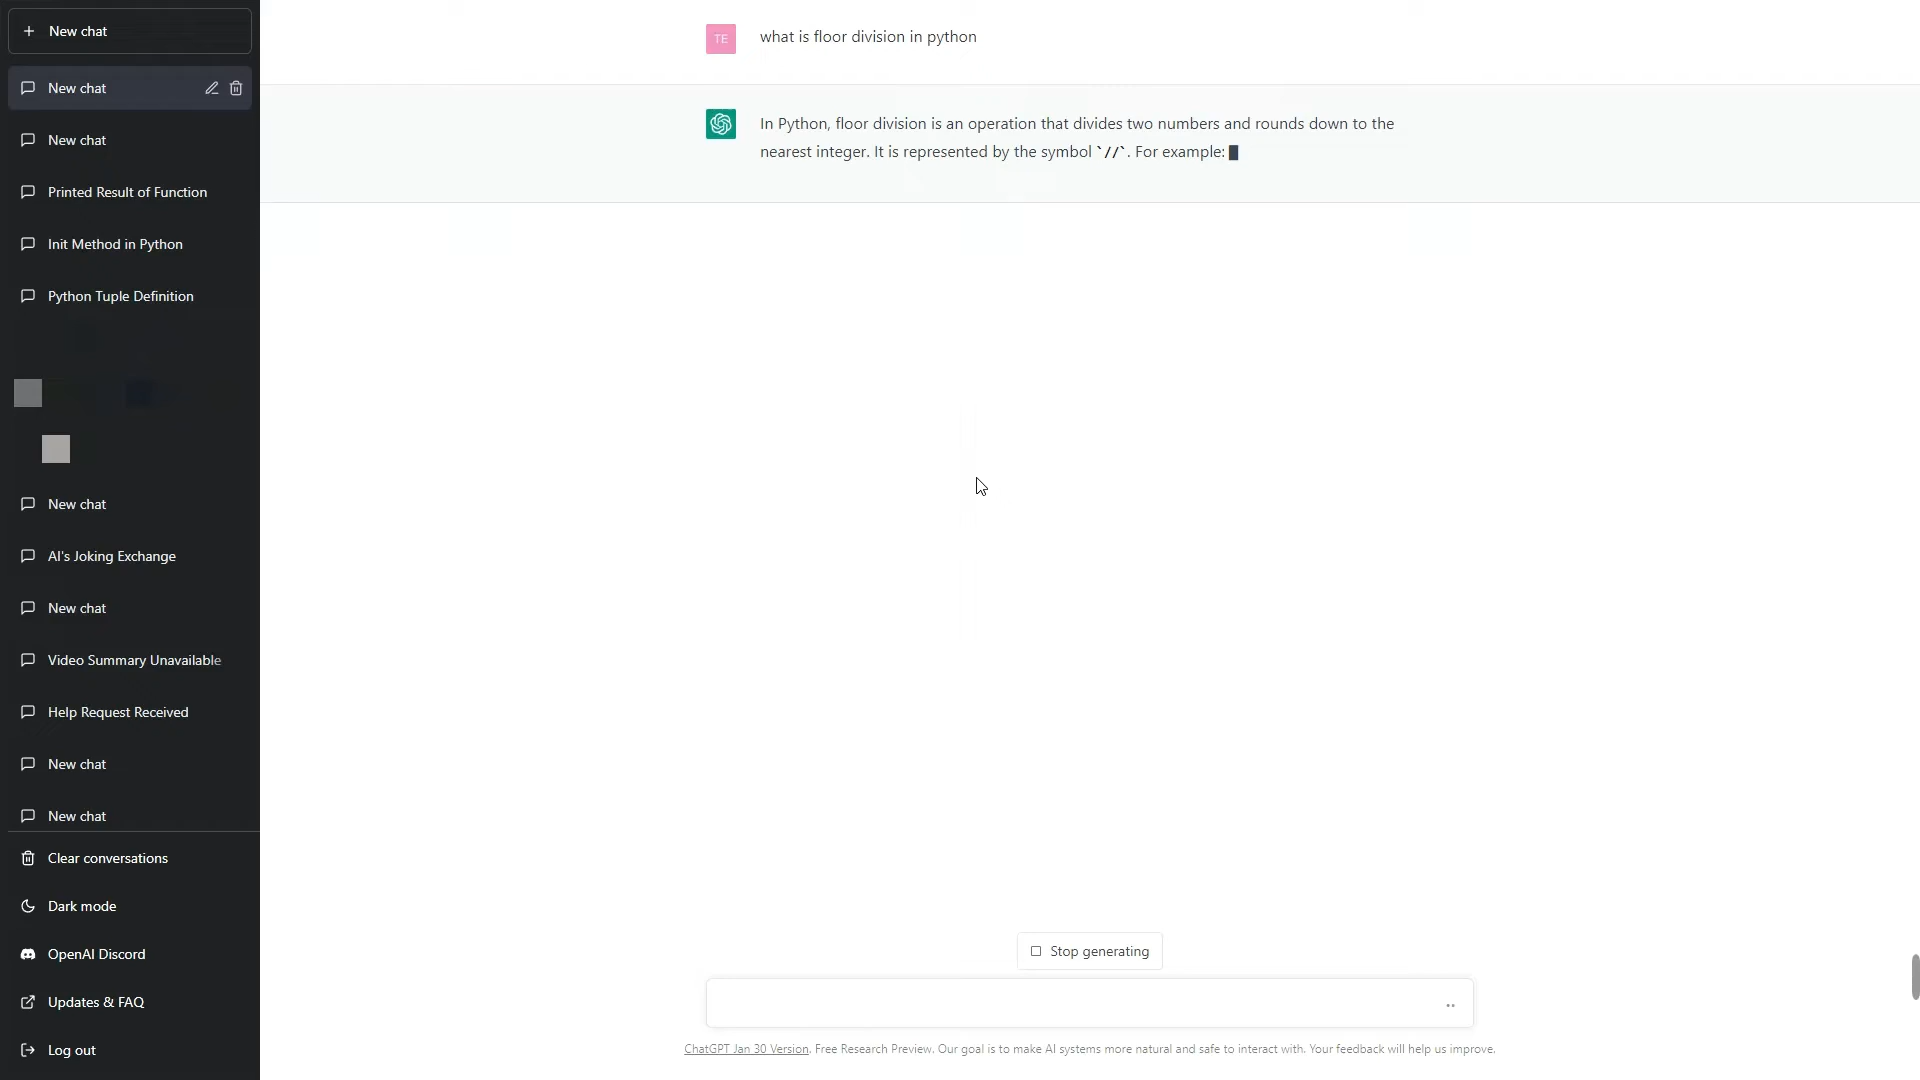 New chat
New chat
New chat
Printed Result of Function
Init Method in Python
Python Tuple Definition
New chat
AI's Joking Exchange
New chat
Video Summary Unavailable
Help Request Received
New chat
New chat
Clear conversations
Dark mode
OpenAI Discord
Updates & FAQ
Log out
TE
what is floor division in python
In Python, floor division is an operation that divides two numbers and rounds down to the
nearest integer. It is represented by the symbol `//`. For example:
Stop generating
ChatGPT Jan 30 Version. Free Research Preview. Our goal is to make AI systems more natural and safe to interact with. Your feedback will help us improve.